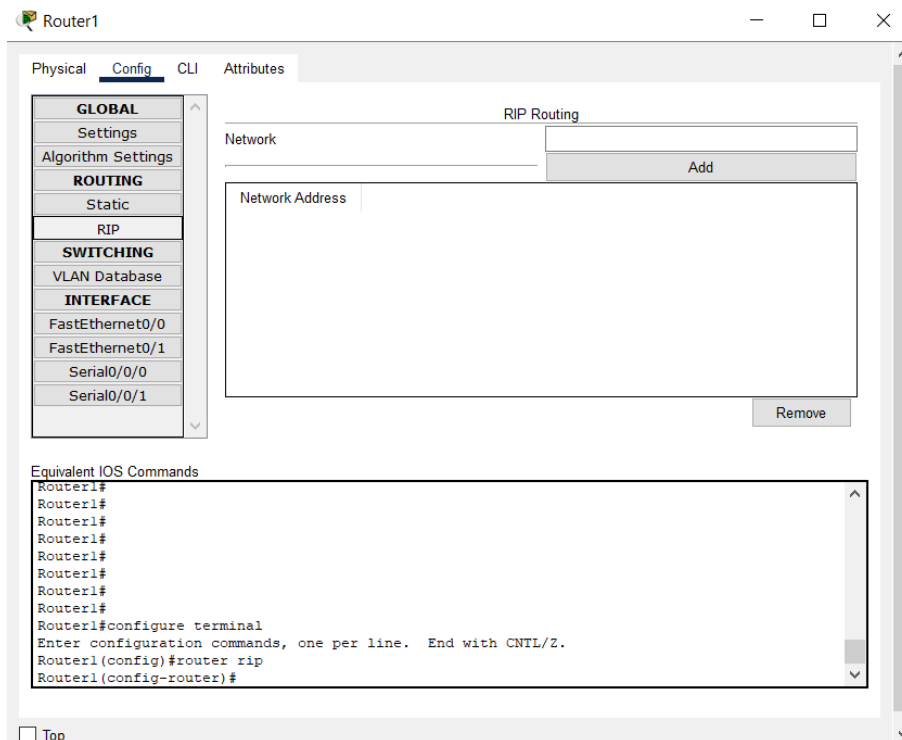 Router1
Physical Config CLI Attributes
GLOBAL
Settings
Algorithm Settings
ROUTING
Static
RIP
SWITCHING
VLAN Database
INTERFACE
FastEthernet0/0
FastEthernet0/1
Serial0/0/0
Serial0/0/1
RIP Routing
Network
Add
Network Address
Remove
Equivalent IOS Commands
Router1#
Router1#
Router1#
Router1#
Router1#
Router1#
Router1#
Router1#configure terminal
Enter configuration commands, one per line. End with CNTL/Z.
Router1(config)#router rip
Router1(config-router)#
Top